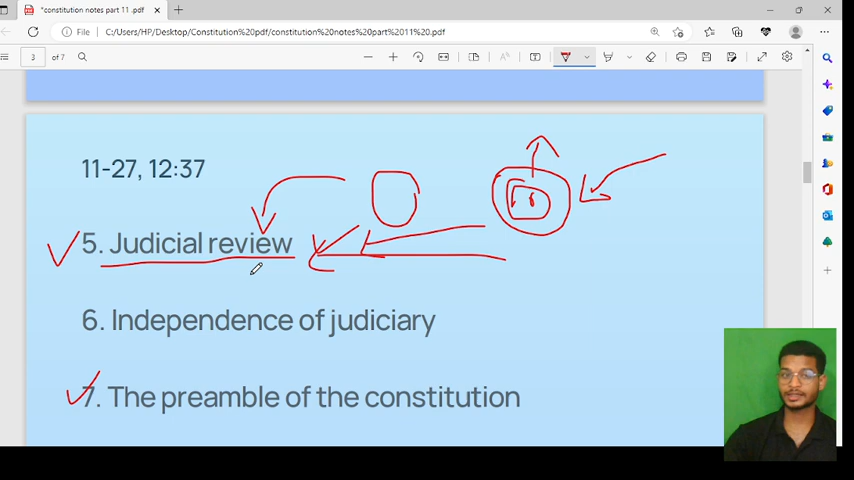 *constitution notes part 11 .pdf
File
C:/Users/HP/Desktop/Constitution%20pdf/constitution%20notes%20part%2011%20.pdf
3 of 7
11-27, 12:37
5. Judicial review
6. Independence of judiciary
7. The preamble of the constitution